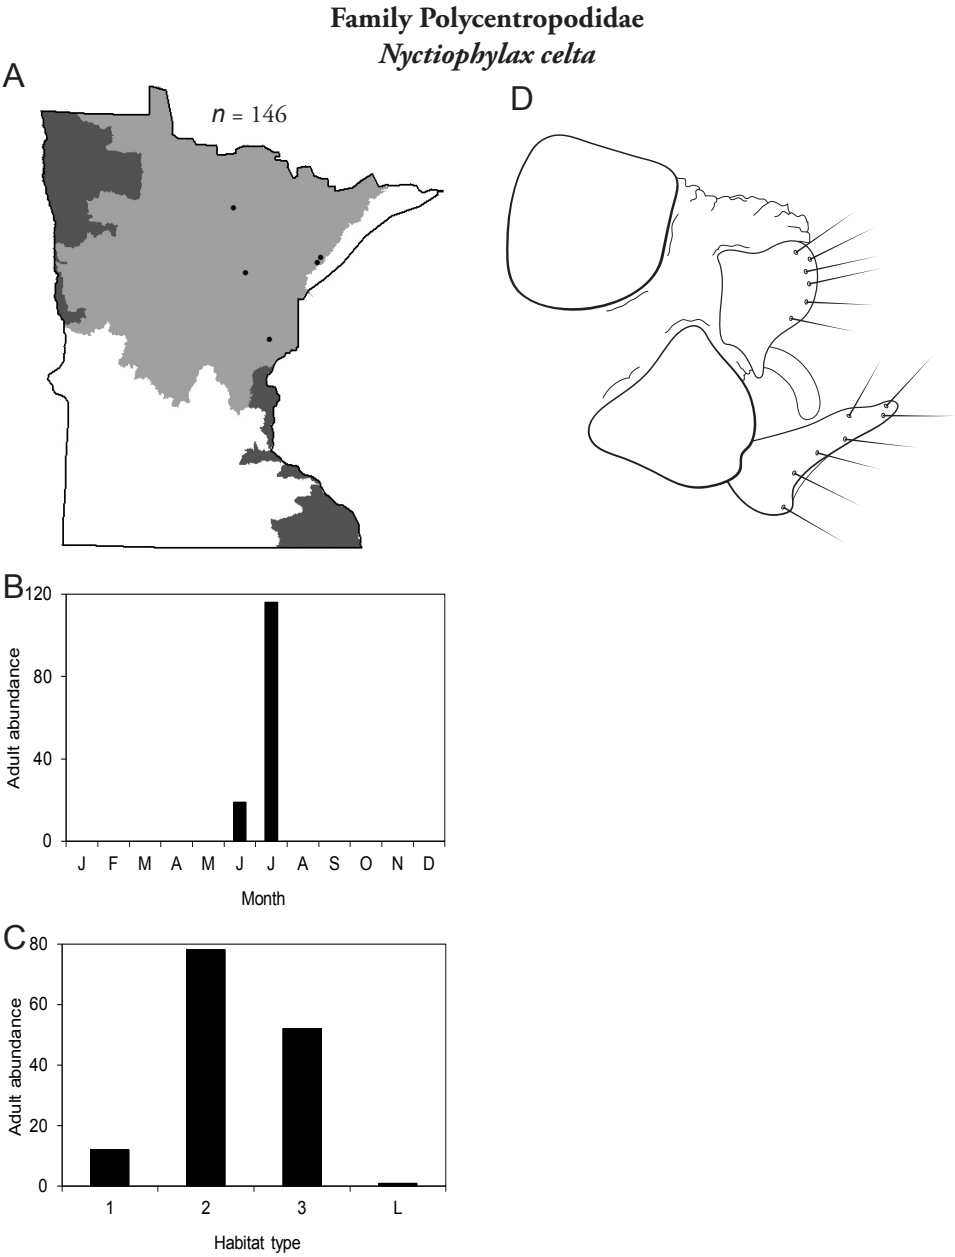 Family Polycentropodidae
Nyctiophylax celta
A
n = 146
D
B
120
80
40
0
Adult abundance
J F M A M J J A S O N D
Month
C
80
60
40
20
0
Adult abundance
1 2 3 L
Habitat type